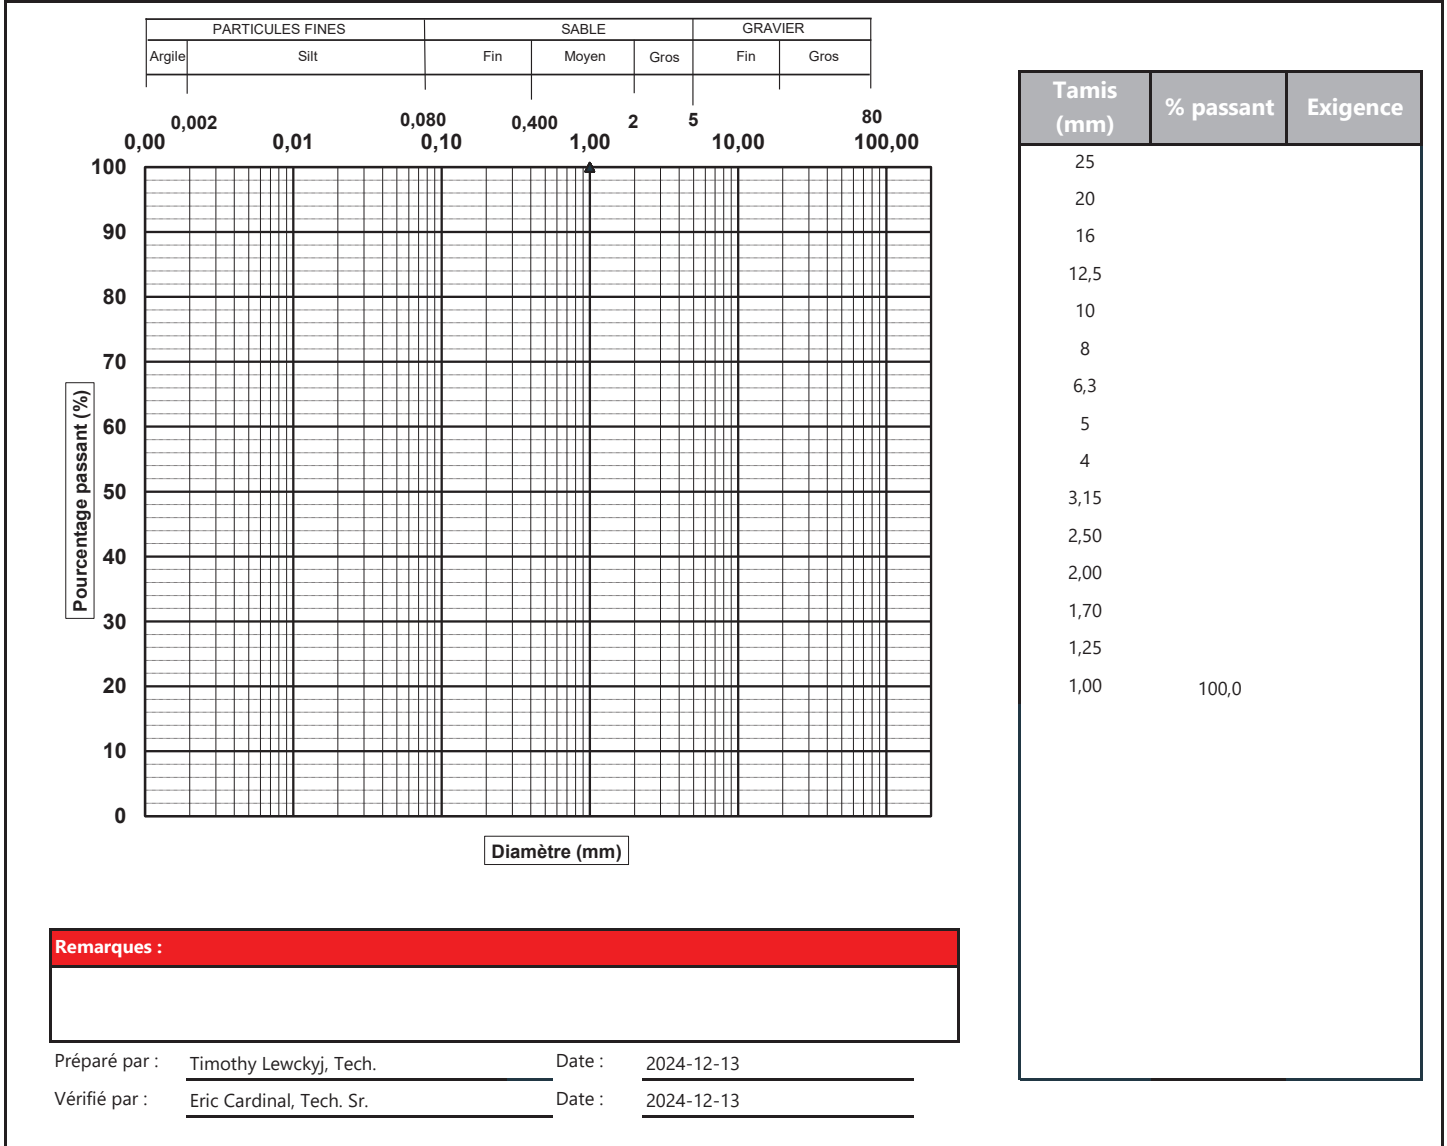 PARTICULES FINES SABLE GRAVIER
Argile Silt Fin Moyen Gros Fin Gros
0,002 0,080 0,400 2 5 80
0,00 0,01 0,10 1,00 10,00 100,00
100
90
80
70
60
50
40
30
20
10
0
Pourcentage passant (%)
Diamètre (mm)
Tamis (mm) % passant Exigence
25
20
16
12,5
10
8
6,3
5
4
3,15
2,50
2,00
1,70
1,25
1,00 100,0
Remarques :
Préparé par : Timothy Lewckyj, Tech. Date : 2024-12-13
Vérifié par : Eric Cardinal, Tech. Sr. Date : 2024-12-13